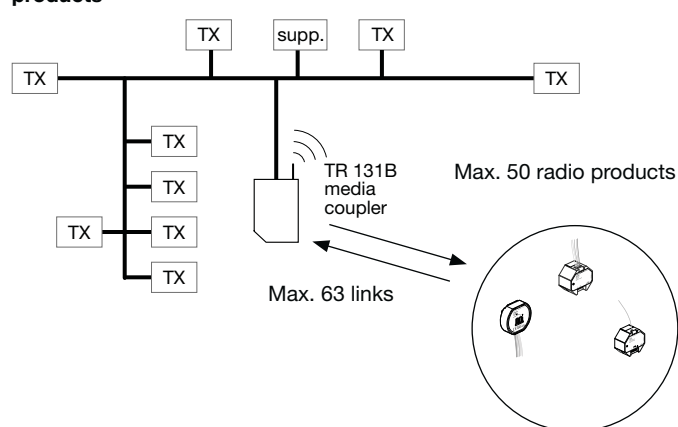 products
TX
supp.
TX
TX
TX
TX
TX
TX
TX
TX
TR 131B
media
coupler
Max. 50 radio products
Max. 63 links